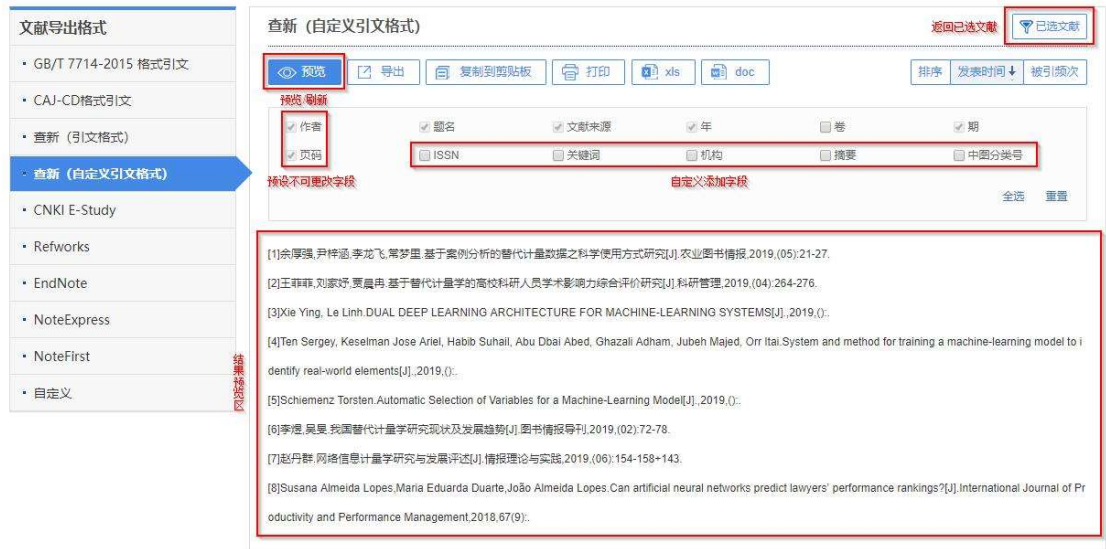 文献导出格式
· GB/T 7714-2015 格式引文
· CAJ-CD格式引文
· 查新（引文格式）
· 查新（自定义引文格式）
· CNKI E-Study
· Refworks
· EndNote
· NoteExpress
· NoteFirst
· 自定义
结果预览区
查新（自定义引文格式）
返回已选文献
已选文献
预览 导出 复制到剪贴板 打印 xls doc 排序 发表时间↓ 被引频次
预览/刷新
作者 题名 文献来源 年 卷 期
页码 ISSN 关键词 机构 摘要 中图分类号
预设不可更改字段 自定义添加字段
全选 重置
[1]余厚强,尹梓涵,李龙飞,常梦里.基于案例分析的替代计量数据之科学使用方式研究[J].农业图书情报,2019,(05):21-27.
[2]王菲菲,刘家妤,贾晨冉.基于替代计量学的高校科研人员学术影响力综合评价研究[J].科研管理,2019,(04):264-276.
[3]Xie Ying, Le Linh.DUAL DEEP LEARNING ARCHITECTURE FOR MACHINE-LEARNING SYSTEMS[J].,2019,():.
[4]Ten Sergey, Keselman Jose Ariel, Habib Suhail, Abu Dbai Abed, Ghazali Adham, Jubeh Majed, Orr Itai.System and method for training a machine-learning model to i
dentify real-world elements[J].,2019,():.
[5]Schiemenz Torsten.Automatic Selection of Variables for a Machine-Learning Model[J].,2019,():.
[6]李煜,吴旻.我国替代计量学研究现状及发展趋势[J].图书情报导刊,2019,(02):72-78.
[7]赵丹群.网络信息计量学研究与发展评述[J].情报理论与实践,2019,(06):154-158+143.
[8]Susana Almeida Lopes,Maria Eduarda Duarte,João Almeida Lopes.Can artificial neural networks predict lawyers' performance rankings?[J].International Journal of Pr
oductivity and Performance Management,2018,67(9):.